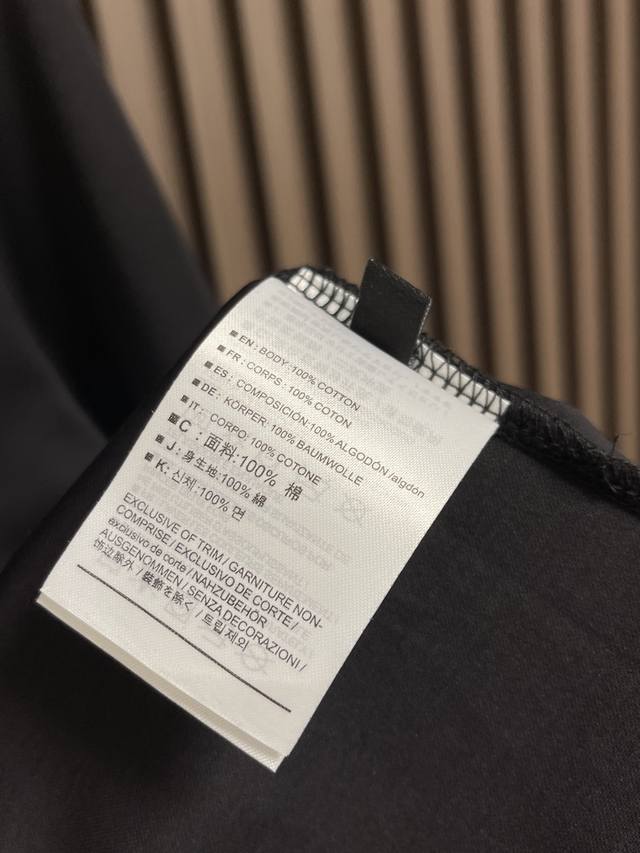 ■ EN : BODY :100% COTTON
■ FR : CORPS : 100% COTON
■ ES : COMPOSICIÓN:100% ALGODÓN /algdón
■ DE : KÖRPER: 100% BAUMWOLLE
■ IT : CORPO: 100% COTONE
■ C : 面料:100% 棉
■ J : 身生地:100% 綿
■ K: 신체:100% 면
EXCLUSIVE OF TRIM / GARNITURE NON-
COMPRISE / EXCLUSIVO DE CORTE / E
exclusivo de corte / NAHZUBEHÖR
AUSGENOMMEN / SENZA DECORAZIONI /
饰边除外 / 装飾を除く / 트립제외